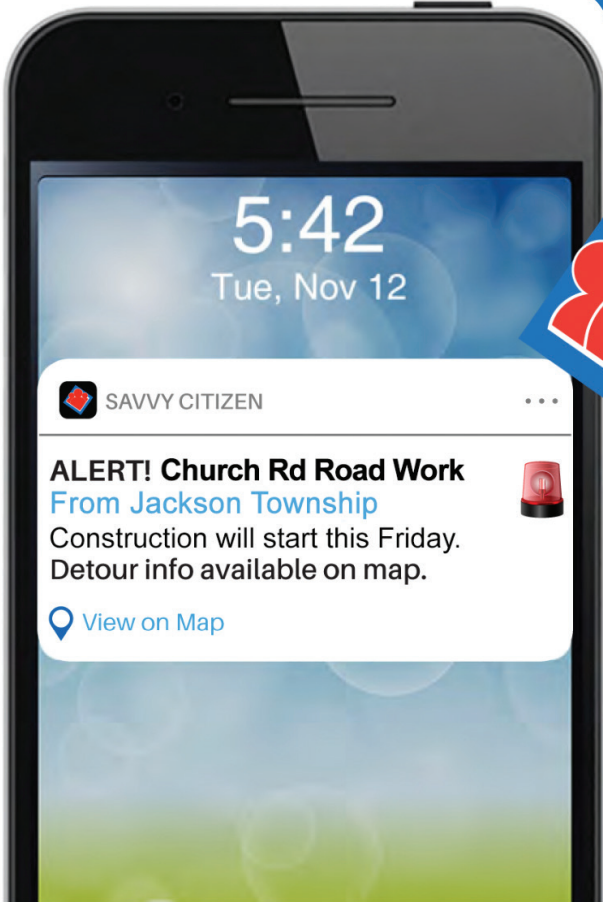 5:42
Tue, Nov 12
SAVVY CITIZEN
ALERT! Church Rd Road Work
From Jackson Township
Construction will start this Friday.
Detour info available on map.
View on Map